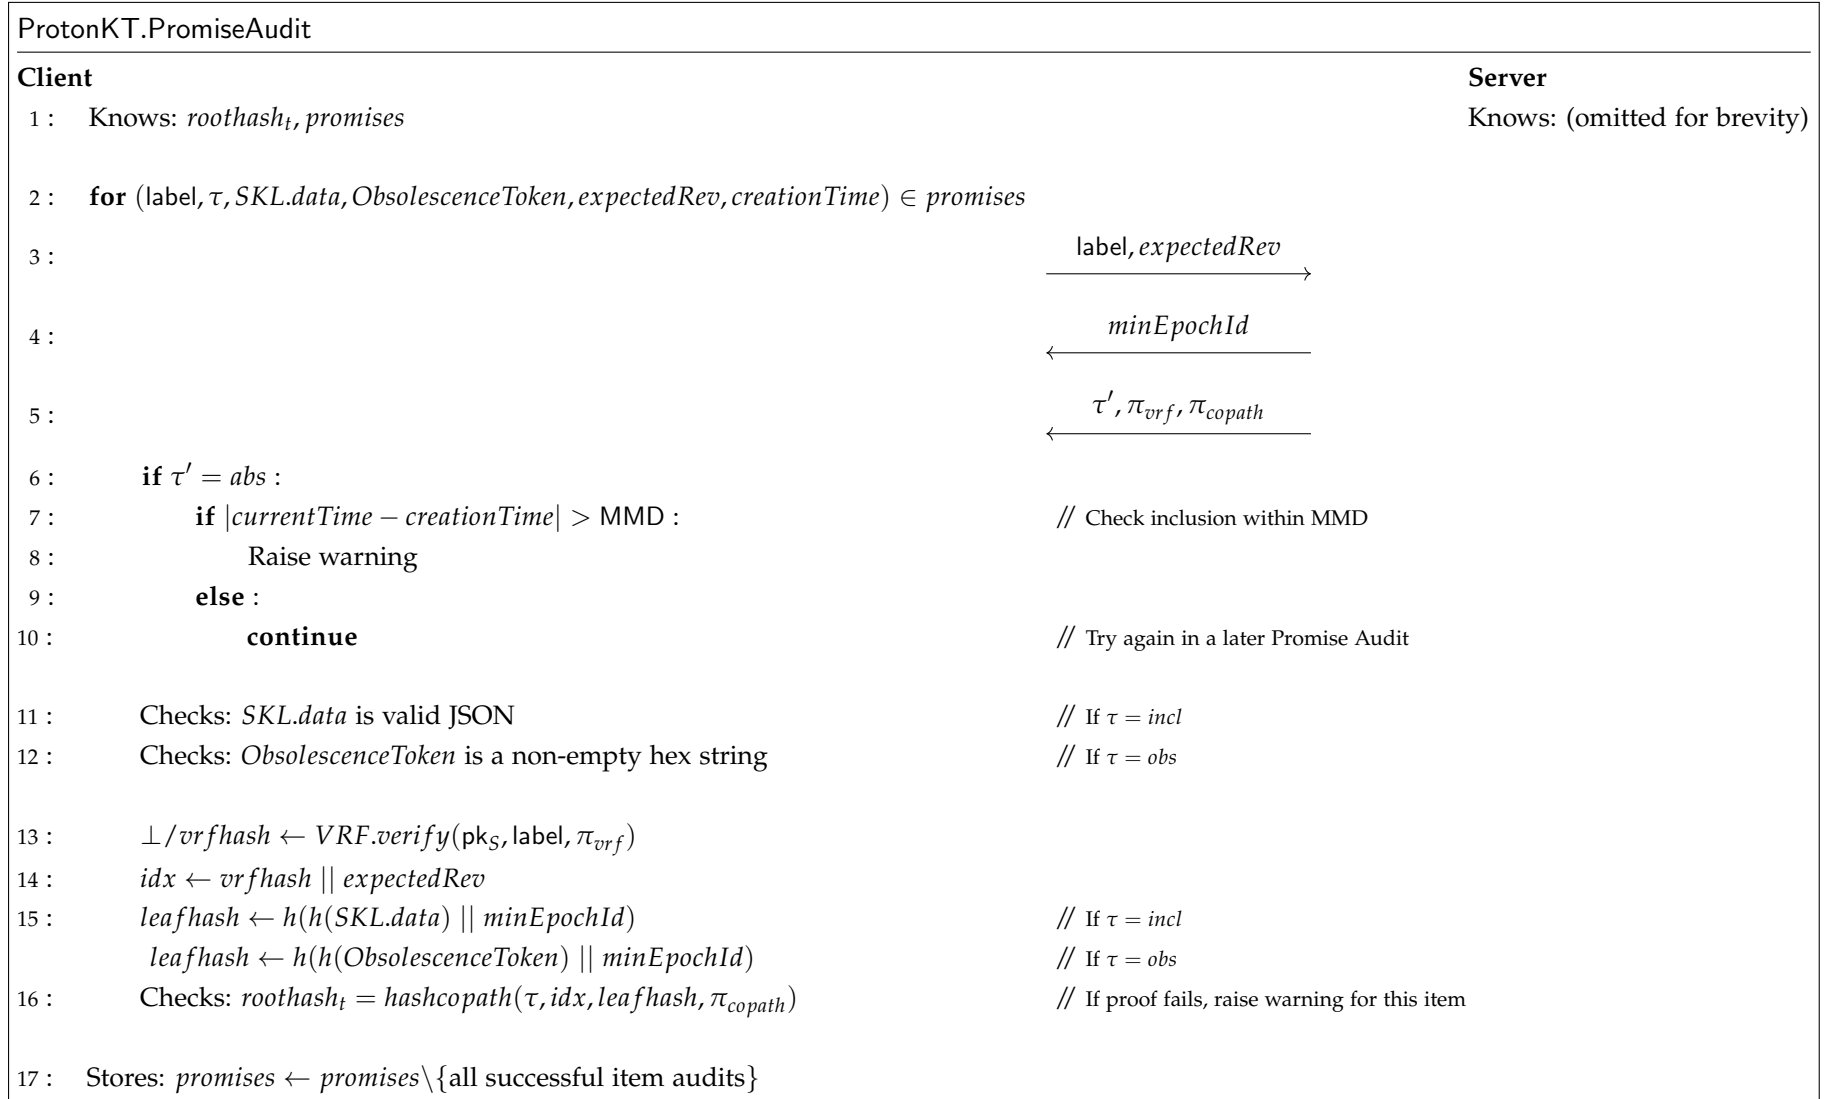 ProtonKT.PromiseAudit
Client Server
1 : Knows: roothash_t, promises Knows: (omitted for brevity)
2 : for (label, τ, SKL.data, ObsolescenceToken, expectedRev, creationTime) ∈ promises
3 : label, expectedRev
4 : minEpochId
5 : τ′, π_vrf, π_copath
6 : if τ′ = abs :
7 : if |currentTime − creationTime| > MMD : // Check inclusion within MMD
8 : Raise warning
9 : else :
10 : continue // Try again in a later Promise Audit
11 : Checks: SKL.data is valid JSON // If τ = incl
12 : Checks: ObsolescenceToken is a non-empty hex string // If τ = obs
13 : ⊥/vrfhash ← VRF.verify(pk_S, label, π_vrf)
14 : idx ← vrfhash || expectedRev
15 : leafhash ← h(h(SKL.data) || minEpochId) // If τ = incl
leafhash ← h(h(ObsolescenceToken) || minEpochId) // If τ = obs
16 : Checks: roothash_t = hashcopath(τ, idx, leafhash, π_copath) // If proof fails, raise warning for this item
17 : Stores: promises ← promises\{all successful item audits}